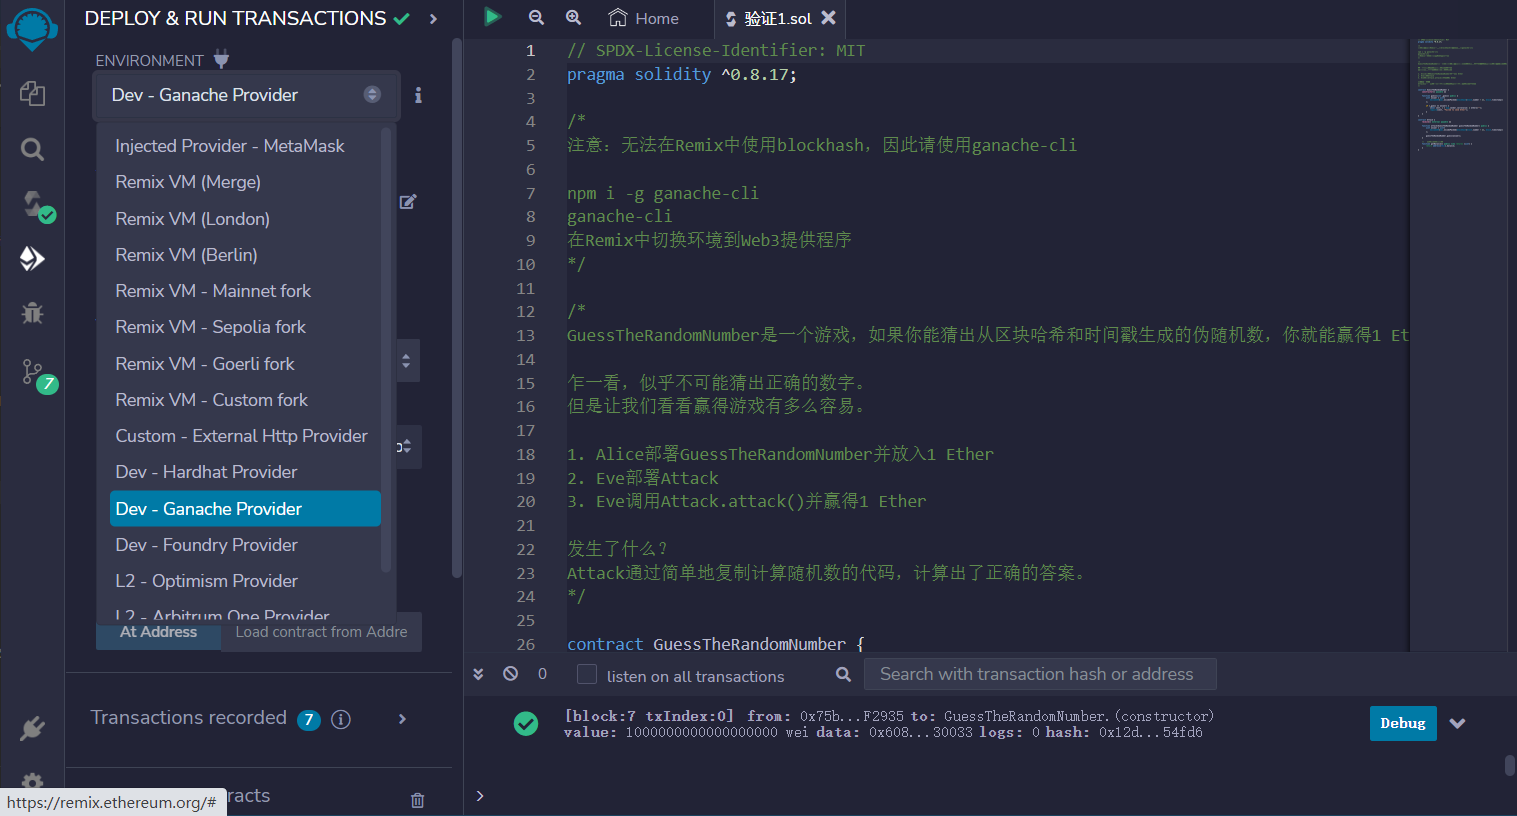 DEPLOY & RUN TRANSACTIONS
ENVIRONMENT
Dev - Ganache Provider
Injected Provider - MetaMask
Remix VM (Merge)
Remix VM (London)
Remix VM (Berlin)
Remix VM - Mainnet fork
Remix VM - Sepolia fork
Remix VM - Goerli fork
Remix VM - Custom fork
Custom - External Http Provider
Dev - Hardhat Provider
Dev - Ganache Provider
Dev - Foundry Provider
L2 - Optimism Provider
L2 - Arbitrum One Provider
At Address
Load contract from Addre
Transactions recorded 7
racts
https://remix.ethereum.org/#
7
Home
验证1.sol
1 // SPDX-License-Identifier: MIT
2 pragma solidity ^0.8.17;
3
4 /*
5 注意：无法在Remix中使用blockhash，因此请使用ganache-cli
6
7 npm i -g ganache-cli
8 ganache-cli
9 在Remix中切换环境到Web3提供程序
10 */
11
12 /*
13 GuessTheRandomNumber是一个游戏，如果你能猜出从区块哈希和时间戳生成的伪随机数，你就能赢得1 Et
14
15 乍一看，似乎不可能猜出正确的数字。
16 但是让我们看看赢得游戏有多么容易。
17
18 1. Alice部署GuessTheRandomNumber并放入1 Ether
19 2. Eve部署Attack
20 3. Eve调用Attack.attack()并赢得1 Ether
21
22 发生了什么？
23 Attack通过简单地复制计算随机数的代码，计算出了正确的答案。
24 */
25
26 contract GuessTheRandomNumber {
0
listen on all transactions
Search with transaction hash or address
[block:7 txIndex:0] from: 0x75b...F2935 to: GuessTheRandomNumber.(constructor)
value: 1000000000000000000 wei data: 0x608...30033 logs: 0 hash: 0x12d...54fd6
Debug
>